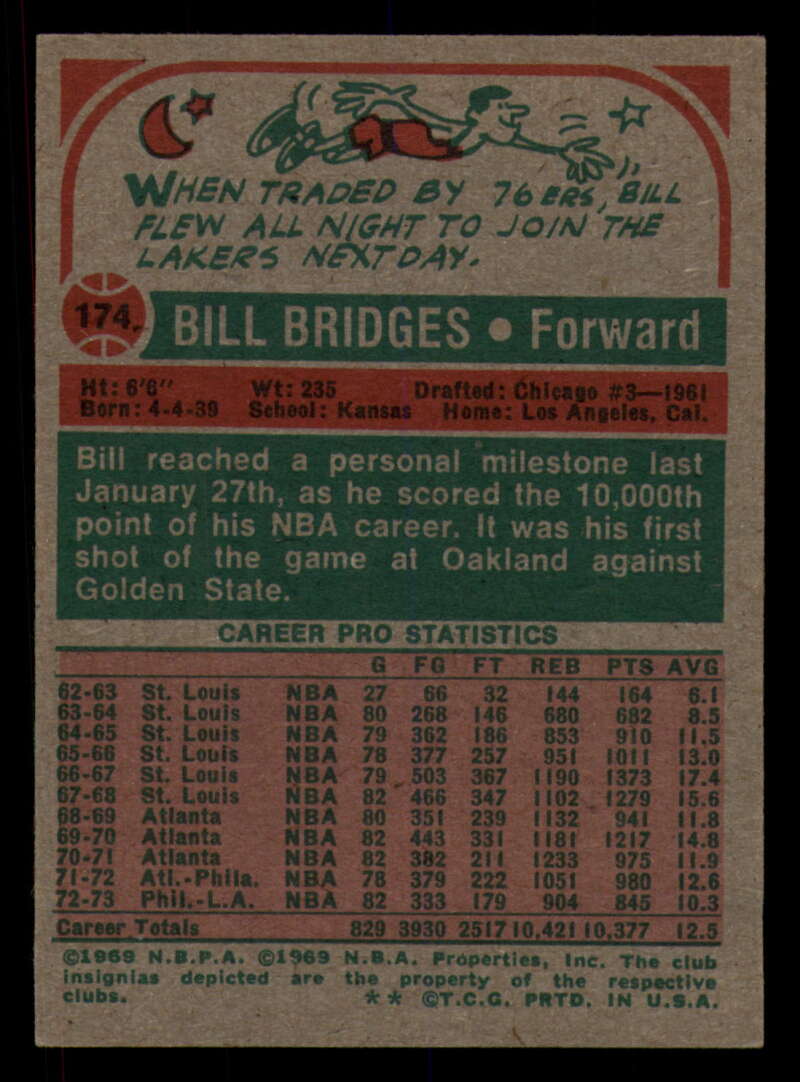 WHEN TRADED BY 76ERS, BILL
FLEW ALL NIGHT TO JOIN THE
LAKERS NEXT DAY.
174.
BILL BRIDGES • Forward
Ht: 6'6" Wt: 235 Drafted: Chicago #3—1961
Born: 4-4-39 School: Kansas Home: Los Angeles, Cal.
Bill reached a personal milestone last
January 27th, as he scored the 10,000th
point of his NBA career. It was his first
shot of the game at Oakland against
Golden State.
CAREER PRO STATISTICS
G FG FT REB PTS AVG
62-63 St. Louis NBA 27 66 32 144 164 6.1
63-64 St. Louis NBA 80 268 146 680 682 8.5
64-65 St. Louis NBA 79 362 186 853 910 11.5
65-66 St. Louis NBA 78 377 257 951 1011 13.0
66-67 St. Louis NBA 79 503 367 1190 1373 17.4
67-68 St. Louis NBA 82 466 347 1102 1279 15.6
68-69 Atlanta NBA 80 351 239 1132 941 11.8
69-70 Atlanta NBA 82 443 331 1181 1217 14.8
70-71 Atlanta NBA 82 382 211 1233 975 11.9
71-72 Atl.-Phila. NBA 78 379 222 1051 980 12.6
72-73 Phil.-L.A. NBA 82 333 179 904 845 10.3
Career Totals 829 3930 2517 10,421 10,377 12.5
©1969 N.B.P.A. ©1969 N.B.A. Properties, Inc. The club
insignias depicted are the property of the respective
clubs. ** ©T.C.G. PRTD. IN U.S.A.